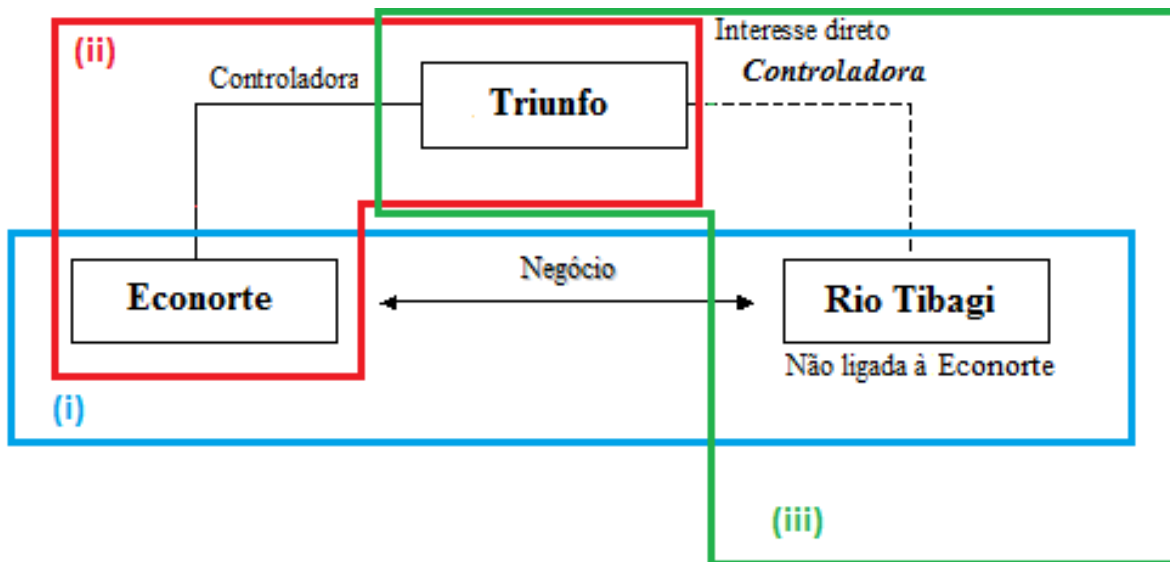 (ii)
Interesse direto
Controladora
Controladora
Triunfo
Econorte
Negócio
Rio Tibagi
Não ligada à Econorte
(i)
(iii)